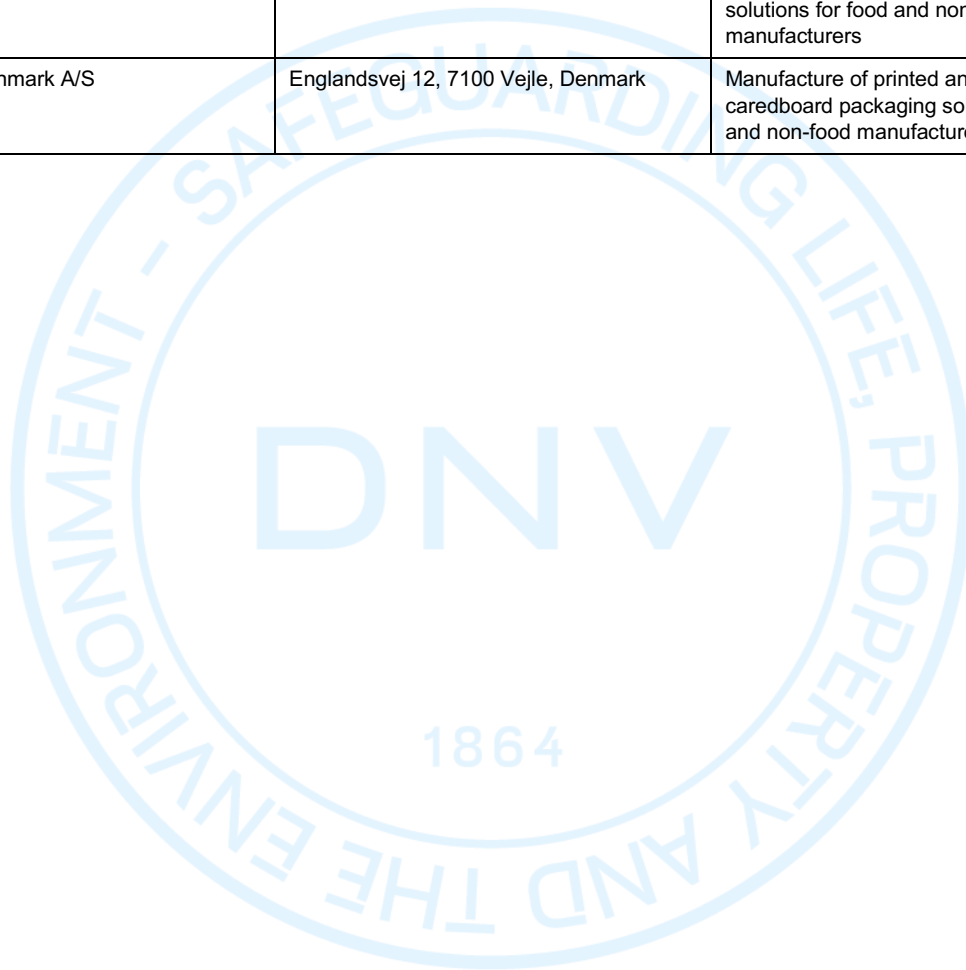 solutions for food and non
manufacturers
nmark A/S
Englandsvej 12, 7100 Vejle, Denmark
Manufacture of printed an
caredboard packaging so
and non-food manufacture
SAFEGUARDING LIFE, PROPERTY AND THE ENVIRONMENT -
DNV
1864